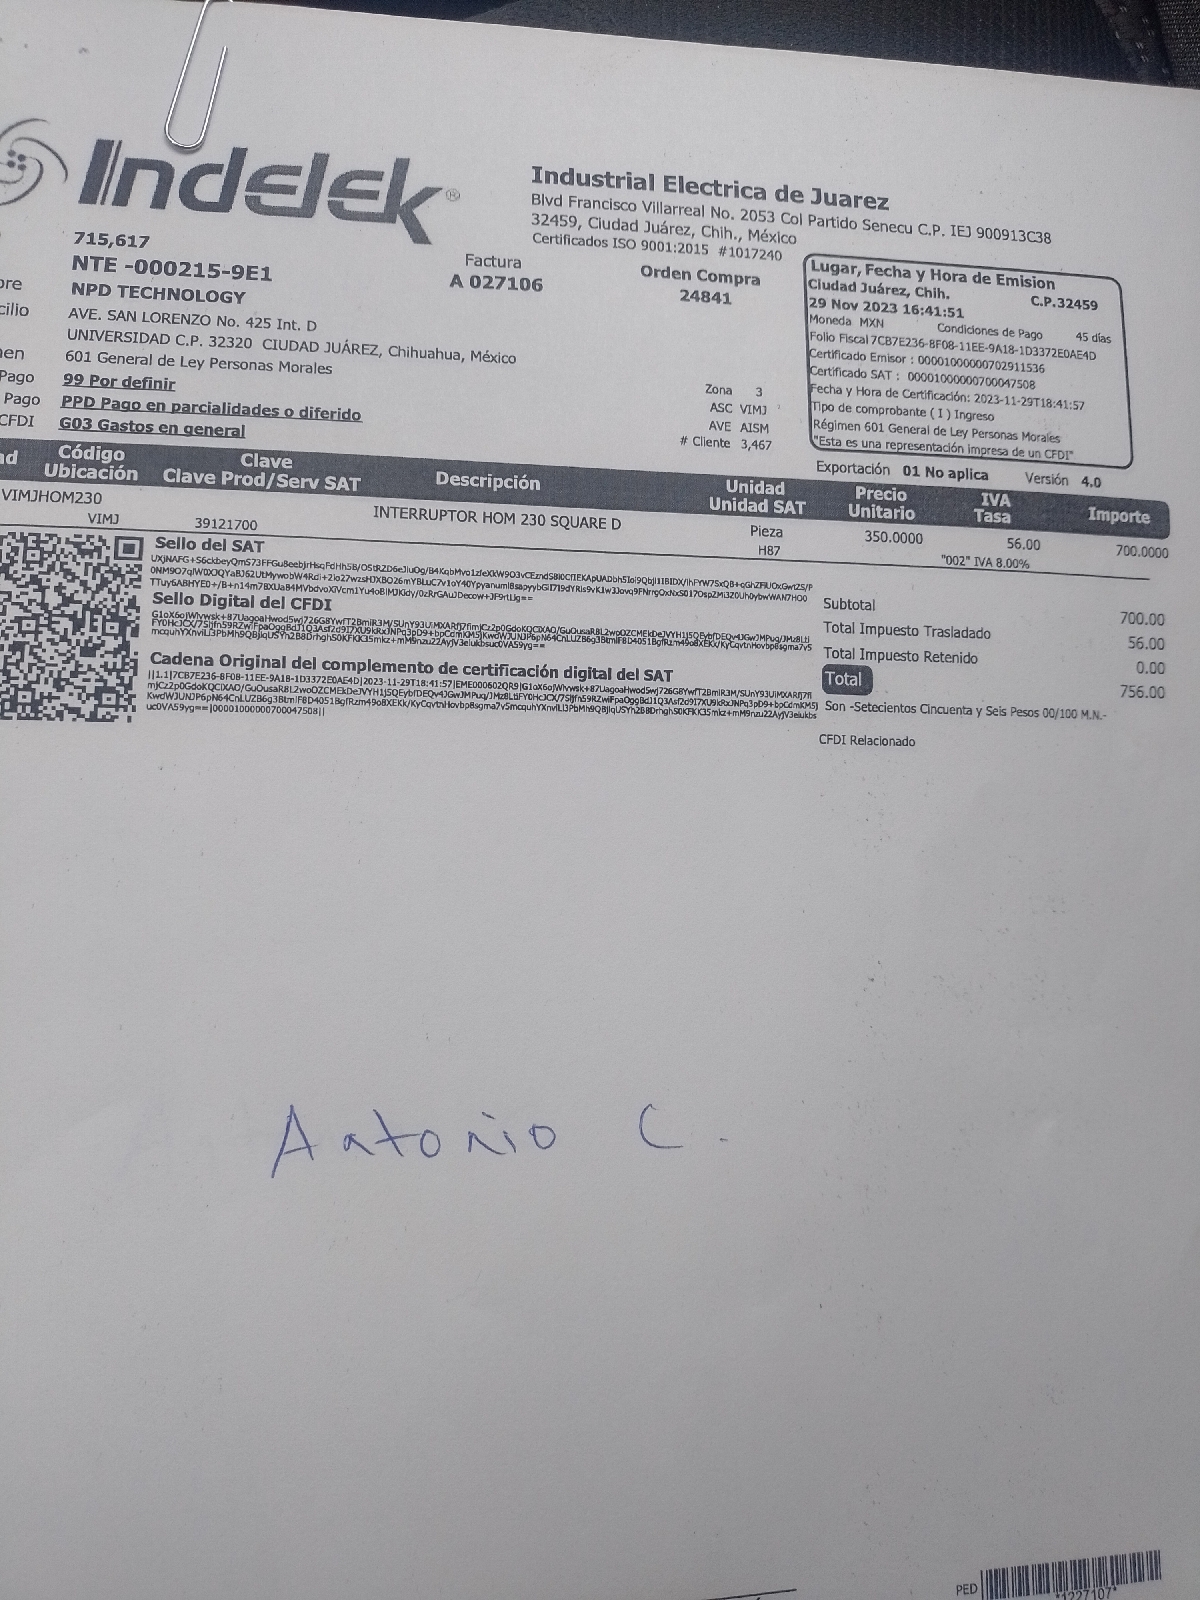 Indelek®
Industrial Electrica de Juarez
Blvd Francisco Villarreal No. 2053 Col Partido Senecu C.P. IEJ 900913C38
32459, Ciudad Juárez, Chih., México
Certificados ISO 9001:2015 #1017240
715,617
NTE -000215-9E1
NPD TECHNOLOGY
AVE. SAN LORENZO No. 425 Int. D
UNIVERSIDAD C.P. 32320 CIUDAD JUÁREZ, Chihuahua, México
601 General de Ley Personas Morales
Pago 99 Por definir
Pago PPD Pago en parcialidades o diferido
CFDI G03 Gastos en general
Factura
A 027106
Orden Compra
24841
Zona 3
ASC VIMJ
AVE AISM
# Cliente 3,467
Lugar, Fecha y Hora de Emision
Ciudad Juárez, Chih. C.P.32459
29 Nov 2023 16:41:51
Moneda MXN Condiciones de Pago 45 días
Folio Fiscal 7CB7E236-8F08-11EE-9A18-1D3372E0AE4D
Certificado Emisor : 00001000000702911536
Certificado SAT : 00001000000700047508
Fecha y Hora de Certificación: 2023-11-29T18:41:57
Tipo de comprobante ( I ) Ingreso
Régimen 601 General de Ley Personas Morales
"Esta es una representación impresa de un CFDI"
Exportación 01 No aplica Versión 4.0
Código Ubicación
Clave
Clave Prod/Serv SAT
Descripción
Unidad
Unidad SAT
Precio Unitario
IVA Tasa
Importe
VIMJHOM230
VIMJ 39121700 INTERRUPTOR HOM 230 SQUARE D Pieza 350.0000 56.00 700.0000
H87 "002" IVA 8.00%
Sello del SAT
Sello Digital del CFDI
Cadena Original del complemento de certificación digital del SAT
Subtotal 700.00
Total Impuesto Trasladado 56.00
Total Impuesto Retenido 0.00
Total 756.00
Son -Setecientos Cincuenta y Seis Pesos 00/100 M.N.-
CFDI Relacionado
Antonio C.
PED
*1227107*